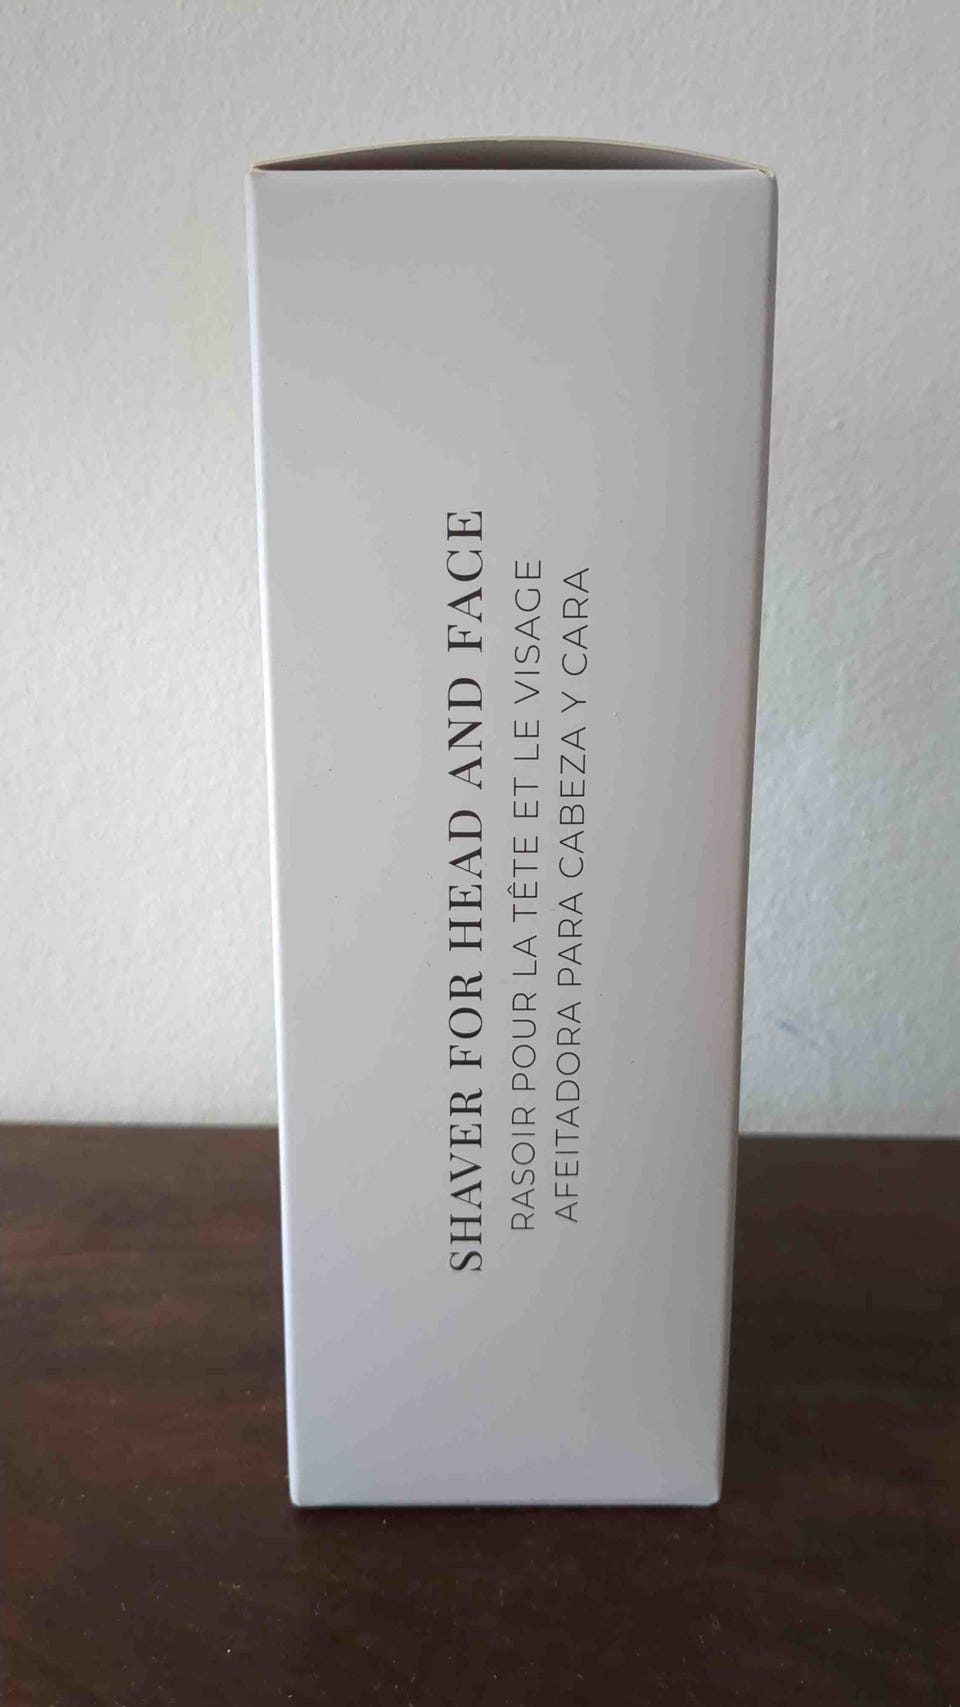 SHAVER FOR HEAD AND FACE
RASOIR POUR LA TÊTE ET LE VISAGE
AFEITADORA PARA CABEZA Y CARA